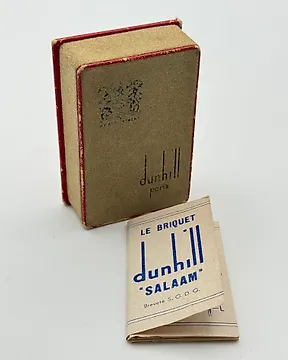 dunhill
paris
LE BRIQUET
dunhill
"SALAAM"
Breveté S.G.D.G.